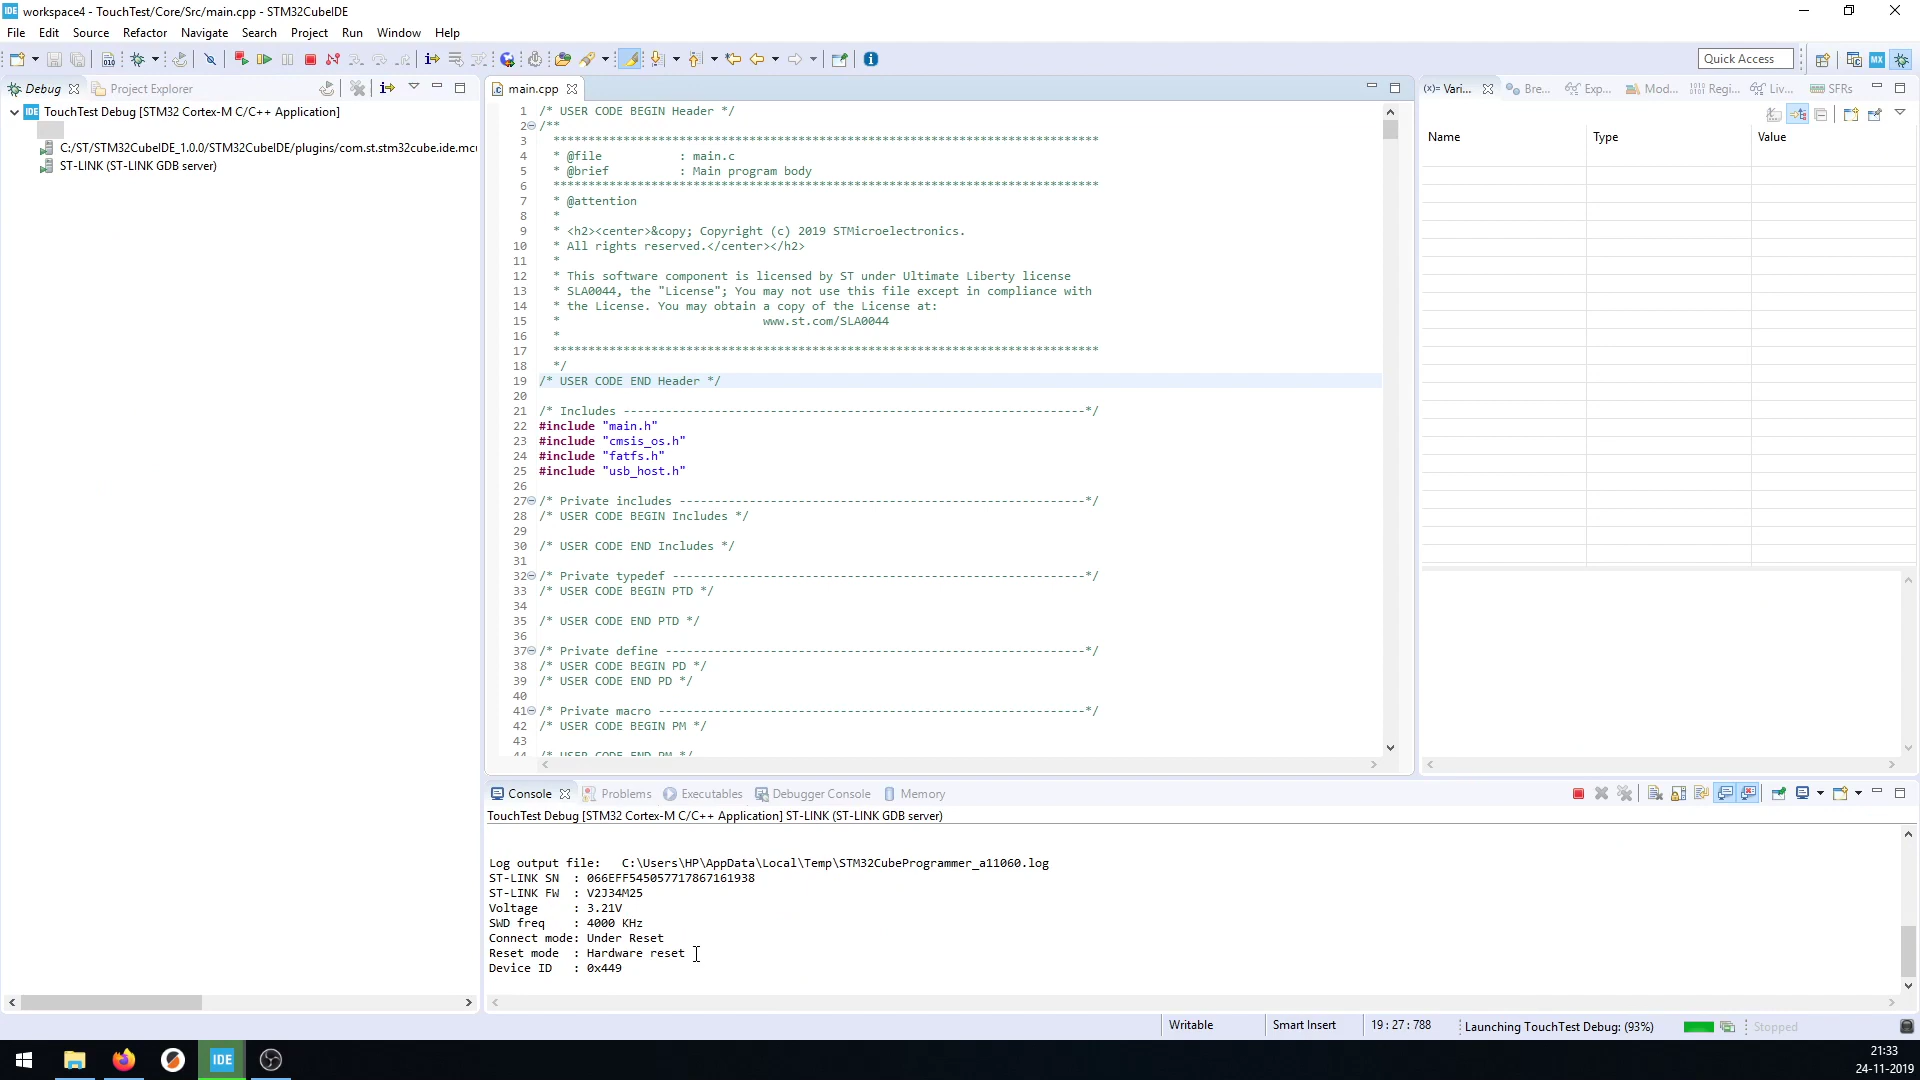 workspace4 - TouchTest/Core/Src/main.cpp - STM32CubeIDE
File Edit Source Refactor Navigate Search Project Run Window Help
Quick Access
Debug Project Explorer
TouchTest Debug [STM32 Cortex-M C/C++ Application]
C:/ST/STM32CubeIDE_1.0.0/STM32CubeIDE/plugins/com.st.stm32cube.ide.mcu
ST-LINK (ST-LINK GDB server)
main.cpp
1 /* USER CODE BEGIN Header */
2 /**
3 ******************************************************************************
4 * @file : main.c
5 * @brief : Main program body
6 ******************************************************************************
7 * @attention
8 *
9 * <h2><center>&copy; Copyright (c) 2019 STMicroelectronics.
10 * All rights reserved.</center></h2>
11 *
12 * This software component is licensed by ST under Ultimate Liberty license
13 * SLA0044, the "License"; You may not use this file except in compliance with
14 * the License. You may obtain a copy of the License at:
15 * www.st.com/SLA0044
16 *
17 ******************************************************************************
18 */
19 /* USER CODE END Header */
20
21 /* Includes ------------------------------------------------------------------*/
22 #include "main.h"
23 #include "cmsis_os.h"
24 #include "fatfs.h"
25 #include "usb_host.h"
26
27 /* Private includes ----------------------------------------------------------*/
28 /* USER CODE BEGIN Includes */
29
30 /* USER CODE END Includes */
31
32 /* Private typedef -----------------------------------------------------------*/
33 /* USER CODE BEGIN PTD */
34
35 /* USER CODE END PTD */
36
37 /* Private define ------------------------------------------------------------*/
38 /* USER CODE BEGIN PD */
39 /* USER CODE END PD */
40
41 /* Private macro -------------------------------------------------------------*/
42 /* USER CODE BEGIN PM */
43
44 /* USER CODE END PM */
(x)= Vari... Bre... Exp... Mod... Regi... Liv... SFRs
Name Type Value
Console Problems Executables Debugger Console Memory
TouchTest Debug [STM32 Cortex-M C/C++ Application] ST-LINK (ST-LINK GDB server)
Log output file: C:\Users\HP\AppData\Local\Temp\STM32CubeProgrammer_a11060.log
ST-LINK SN : 066EFF545057717867161938
ST-LINK FW : V2J34M25
Voltage : 3.21V
SWD freq : 4000 KHz
Connect mode: Under Reset
Reset mode : Hardware reset
Device ID : 0x449
Writable Smart Insert 19 : 27 : 788 Launching TouchTest Debug: (93%) Stopped
IDE
21:33
24-11-2019